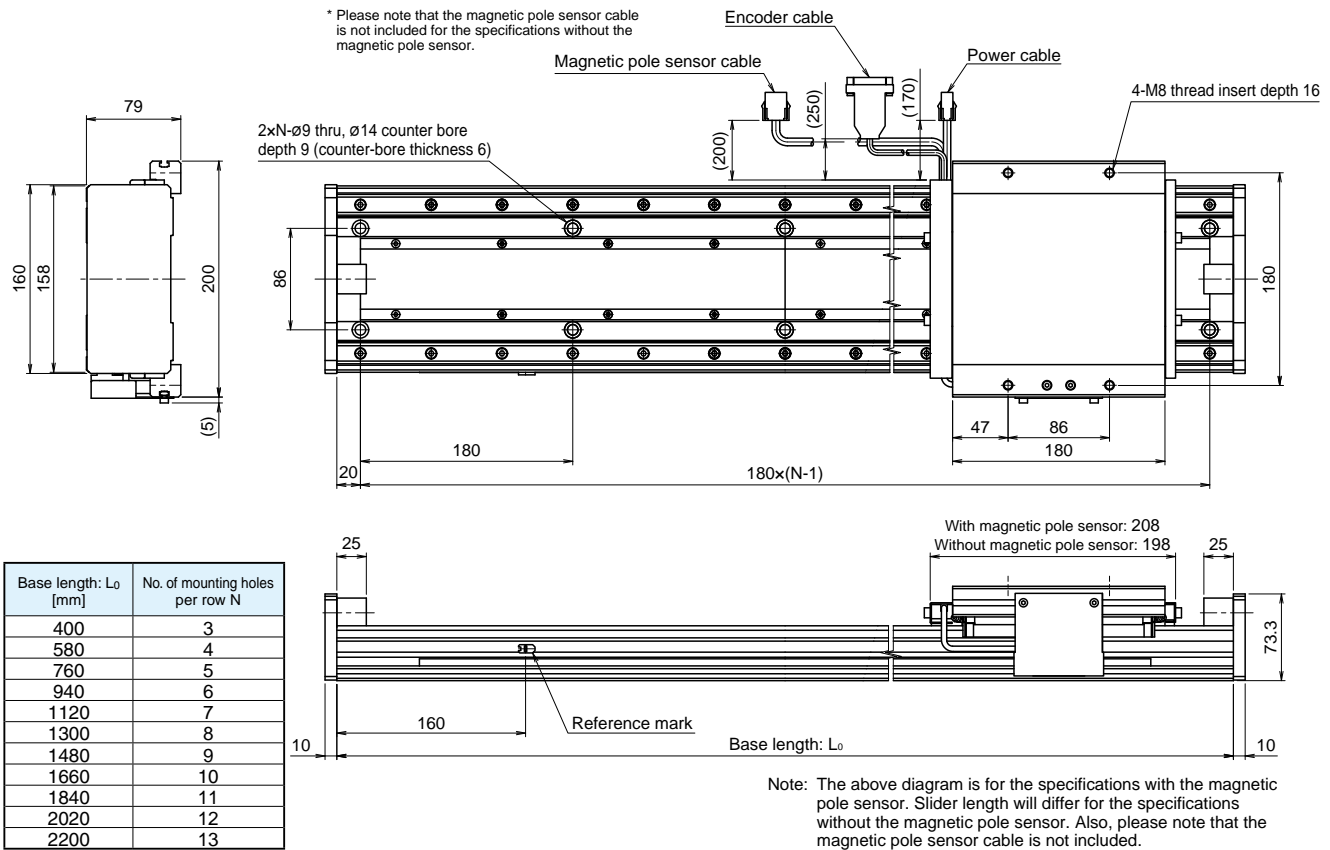 * Please note that the magnetic pole sensor cable
is not included for the specifications without the
magnetic pole sensor.
Encoder cable
Magnetic pole sensor cable
Power cable
4-M8 thread insert depth 16
79
2×N-ø9 thru, ø14 counter bore
depth 9 (counter-bore thickness 6)
(200)
(250)
(170)
160
158
200
(5)
86
180
47
86
180
180
20
180×(N-1)
With magnetic pole sensor: 208
Without magnetic pole sensor: 198
25
25
73.3
160
Reference mark
10
Base length: L₀
10
Base length: L₀ [mm]
No. of mounting holes per row N
400 3
580 4
760 5
940 6
1120 7
1300 8
1480 9
1660 10
1840 11
2020 12
2200 13
Note: The above diagram is for the specifications with the magnetic
pole sensor. Slider length will differ for the specifications
without the magnetic pole sensor. Also, please note that the
magnetic pole sensor cable is not included.